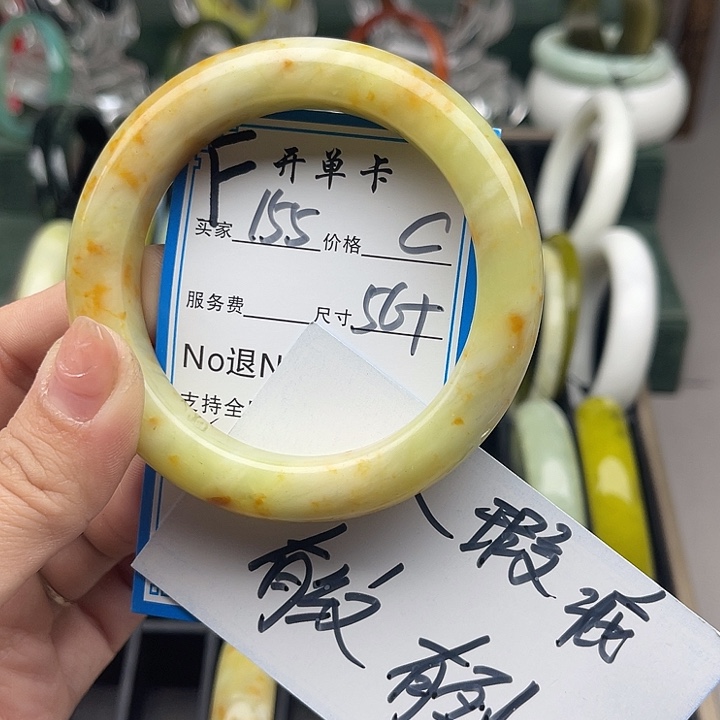 F 开单卡
买家 155 价格 C
服务费 尺寸 56+
No退N
支持全
瑕疵
有纹
有